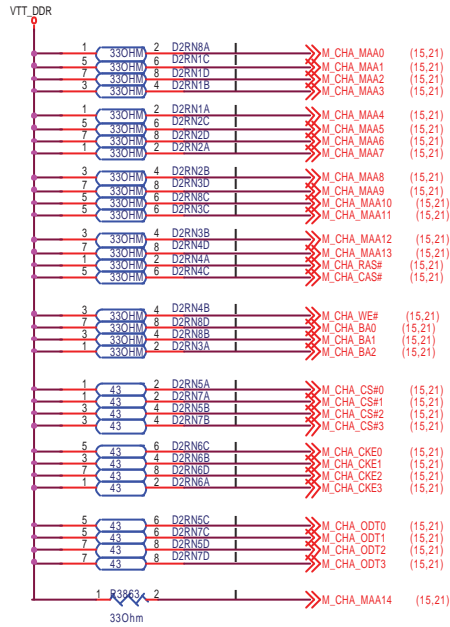 VTT_DDR
1 33OHM 2 D2RN8A M_CHA_MAA0 (15,21)
5 33OHM 6 D2RN1C M_CHA_MAA1 (15,21)
7 33OHM 8 D2RN1D M_CHA_MAA2 (15,21)
3 33OHM 4 D2RN1B M_CHA_MAA3 (15,21)
1 33OHM 2 D2RN1A M_CHA_MAA4 (15,21)
5 33OHM 6 D2RN2C M_CHA_MAA5 (15,21)
7 33OHM 8 D2RN2D M_CHA_MAA6 (15,21)
1 33OHM 2 D2RN2A M_CHA_MAA7 (15,21)
3 33OHM 4 D2RN2B M_CHA_MAA8 (15,21)
7 33OHM 8 D2RN3D M_CHA_MAA9 (15,21)
5 33OHM 6 D2RN8C M_CHA_MAA10 (15,21)
5 33OHM 6 D2RN3C M_CHA_MAA11 (15,21)
3 33OHM 4 D2RN3B M_CHA_MAA12 (15,21)
7 33OHM 8 D2RN4D M_CHA_MAA13 (15,21)
1 33OHM 2 D2RN4A M_CHA_RAS# (15,21)
5 33OHM 6 D2RN4C M_CHA_CAS# (15,21)
3 33OHM 4 D2RN4B M_CHA_WE# (15,21)
7 33OHM 8 D2RN8D M_CHA_BA0 (15,21)
3 33OHM 4 D2RN8B M_CHA_BA1 (15,21)
1 33OHM 2 D2RN3A M_CHA_BA2 (15,21)
1 43 2 D2RN5A M_CHA_CS#0 (15,21)
1 43 2 D2RN7A M_CHA_CS#1 (15,21)
3 43 4 D2RN5B M_CHA_CS#2 (15,21)
3 43 4 D2RN7B M_CHA_CS#3 (15,21)
5 43 6 D2RN6C M_CHA_CKE0 (15,21)
3 43 4 D2RN6B M_CHA_CKE1 (15,21)
7 43 8 D2RN6D M_CHA_CKE2 (15,21)
1 43 2 D2RN6A M_CHA_CKE3 (15,21)
5 43 6 D2RN5C M_CHA_ODT0 (15,21)
5 43 6 D2RN7C M_CHA_ODT1 (15,21)
7 43 8 D2RN5D M_CHA_ODT2 (15,21)
7 43 8 D2RN7D M_CHA_ODT3 (15,21)
1 R3863 2 M_CHA_MAA14 (15,21)
33Ohm